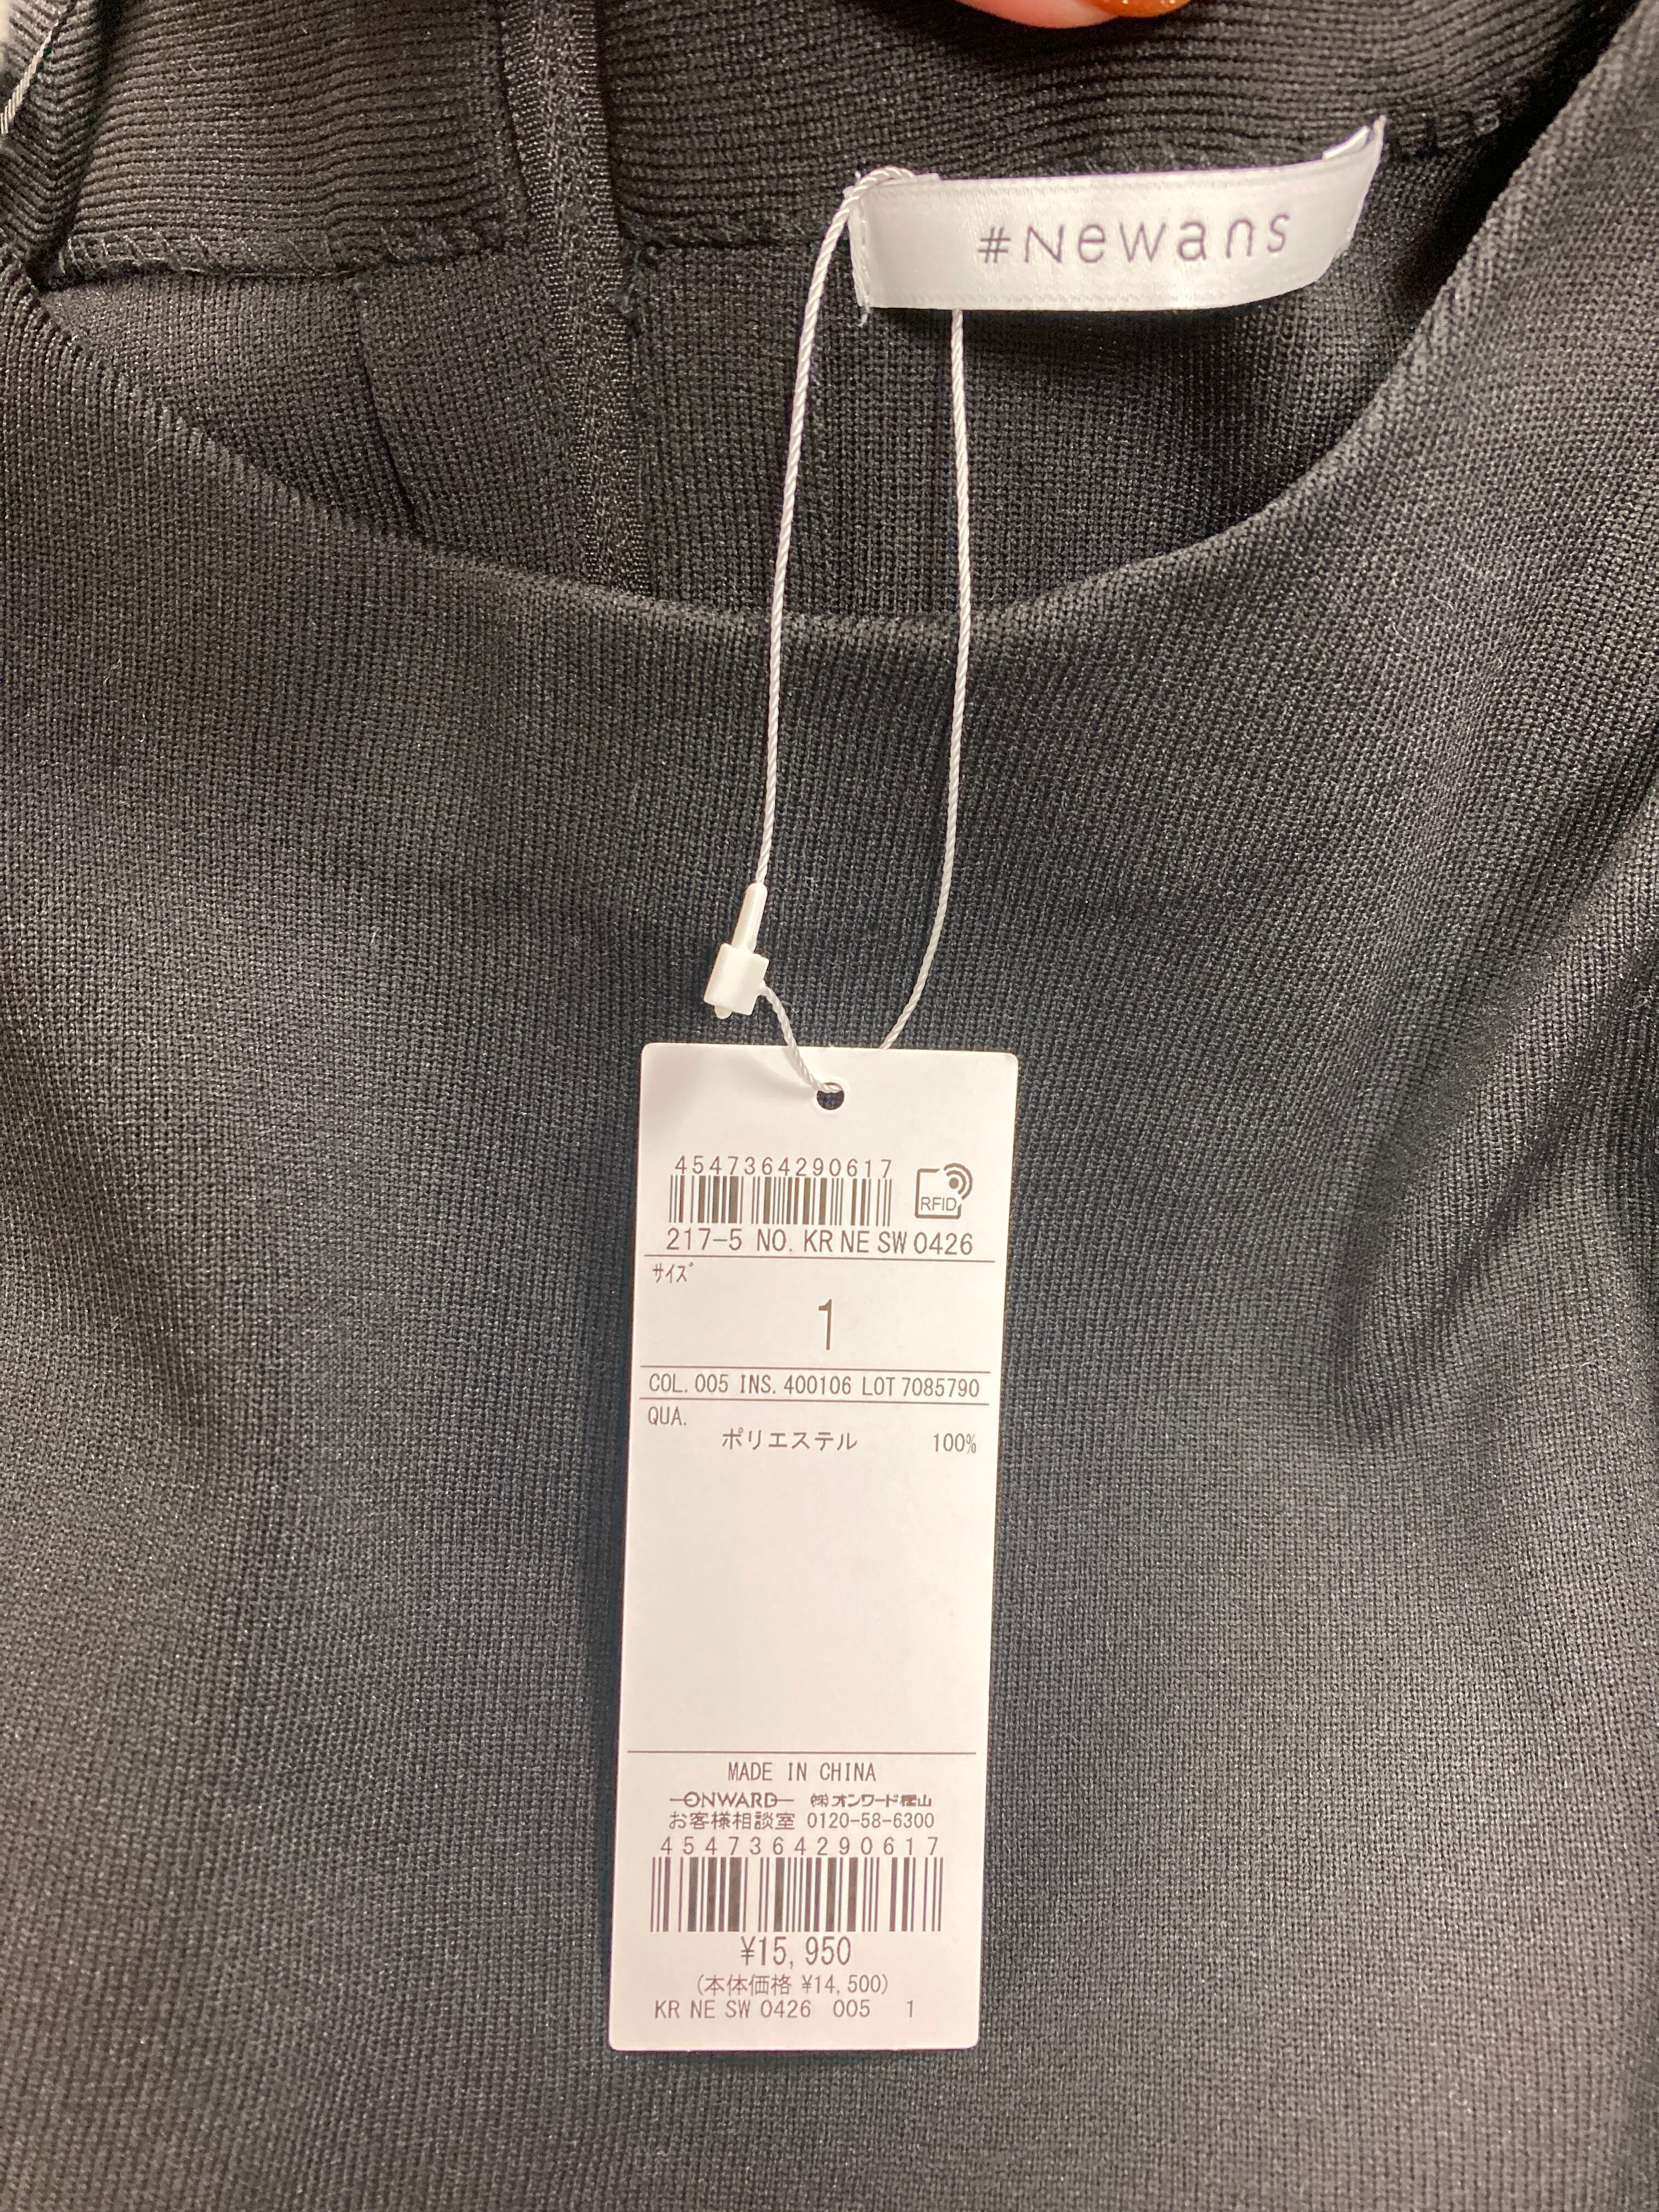 #Newans
4547364290617
RFID
217-5 NO. KR NE SW 0426
サイズ
1
COL. 005 INS. 400106 LOT 7085790
QUA.
ポリエステル 100%
MADE IN CHINA
ONWARD ㈱オンワード樫山
お客様相談室 0120-58-6300
4547364290617
¥15,950
(本体価格 ¥14,500)
KR NE SW 0426 005 1